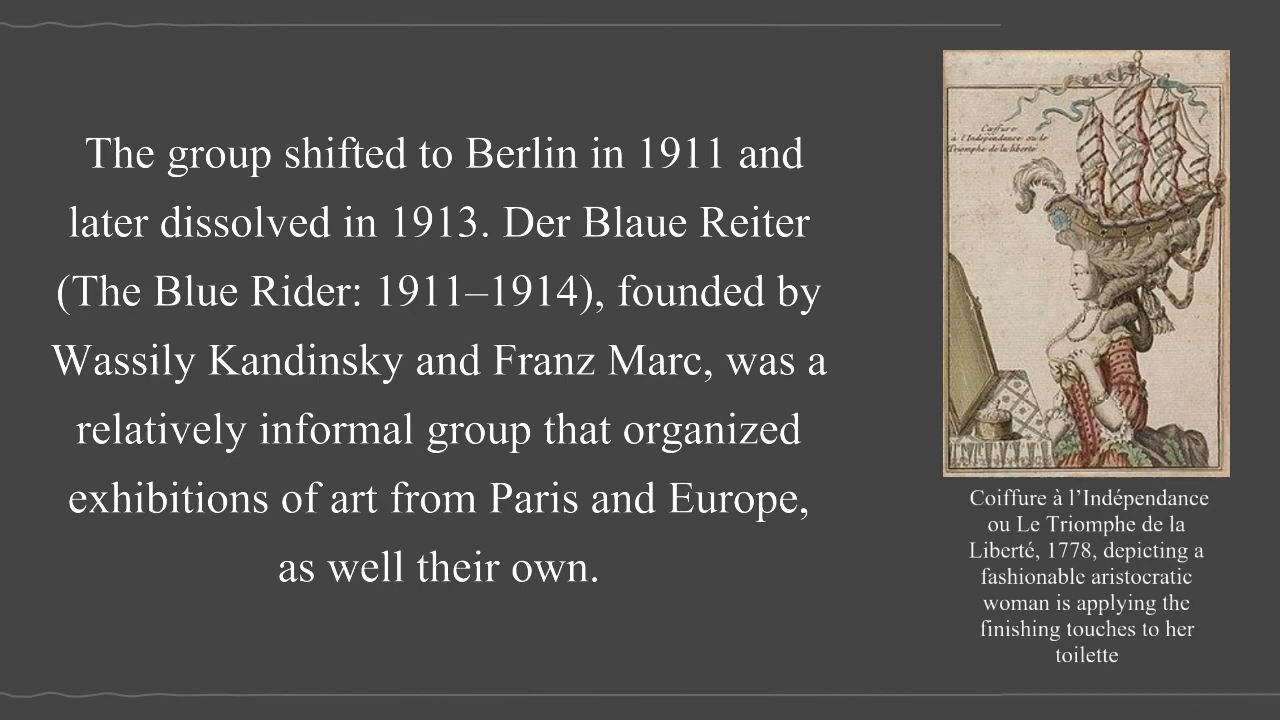 The group shifted to Berlin in 1911 and
later dissolved in 1913. Der Blaue Reiter
(The Blue Rider: 1911–1914), founded by
Wassily Kandinsky and Franz Marc, was a
relatively informal group that organized
exhibitions of art from Paris and Europe,
as well their own.
Coiffure
à l'Indépendance ou le
Triomphe de la liberté
Coiffure à l’Indépendance
ou Le Triomphe de la
Liberté, 1778, depicting a
fashionable aristocratic
woman is applying the
finishing touches to her
toilette